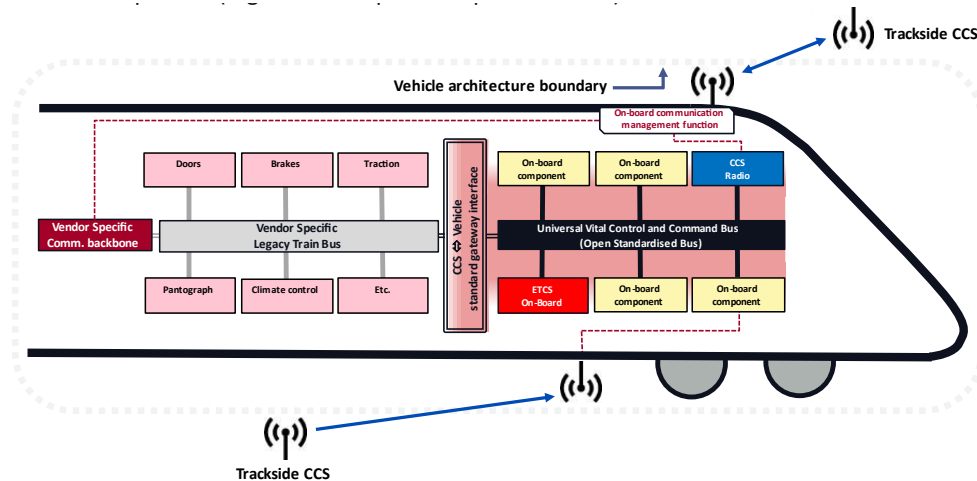 Trackside CCS
Vehicle architecture boundary
On-board communication
management function
Doors
Brakes
Traction
On-board
component
On-board
component
CCS
Radio
Vendor Specific
Comm. backbone
Vendor Specific
Legacy Train Bus
CCS ⇔ Vehicle
standard gateway interface
Universal Vital Control and Command Bus
(Open Standardised Bus)
Pantograph
Climate control
Etc.
ETCS
On-Board
On-board
component
On-board
component
Trackside CCS